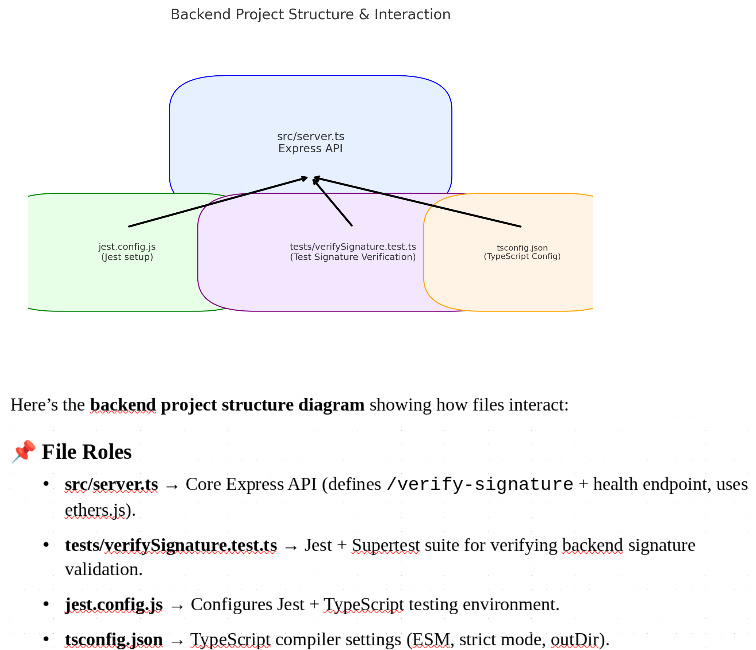 Backend Project Structure & Interaction
src/server.ts
Express API
jest.config.js
(Jest setup)
tests/verifySignature.test.ts
(Test Signature Verification)
tsconfig.json
(TypeScript Config)
Here’s the backend project structure diagram showing how files interact:
📌 File Roles
• src/server.ts → Core Express API (defines /verify-signature + health endpoint, uses
ethers.js).
• tests/verifySignature.test.ts → Jest + Supertest suite for verifying backend signature
validation.
• jest.config.js → Configures Jest + TypeScript testing environment.
• tsconfig.json → TypeScript compiler settings (ESM, strict mode, outDir).